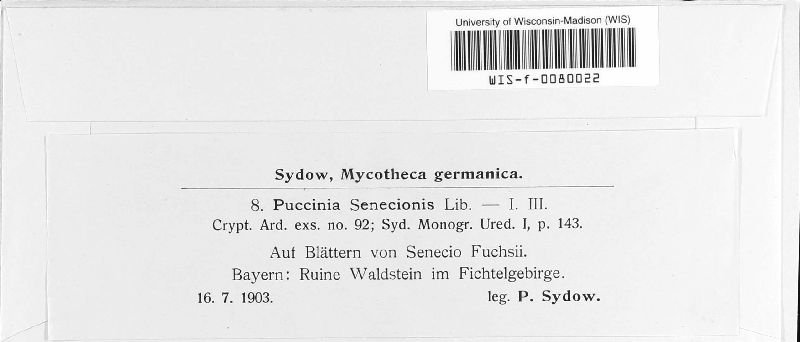 University of Wisconsin-Madison (WIS)
WIS-f-0080022
Sydow, Mycotheca germanica.
8. Puccinia Senecionis Lib. — I. III.
Crypt. Ard. exs. no. 92; Syd. Monogr. Ured. I, p. 143.
Auf Blättern von Senecio Fuchsii.
Bayern: Ruine Waldstein im Fichtelgebirge.
16. 7. 1903. leg. P. Sydow.